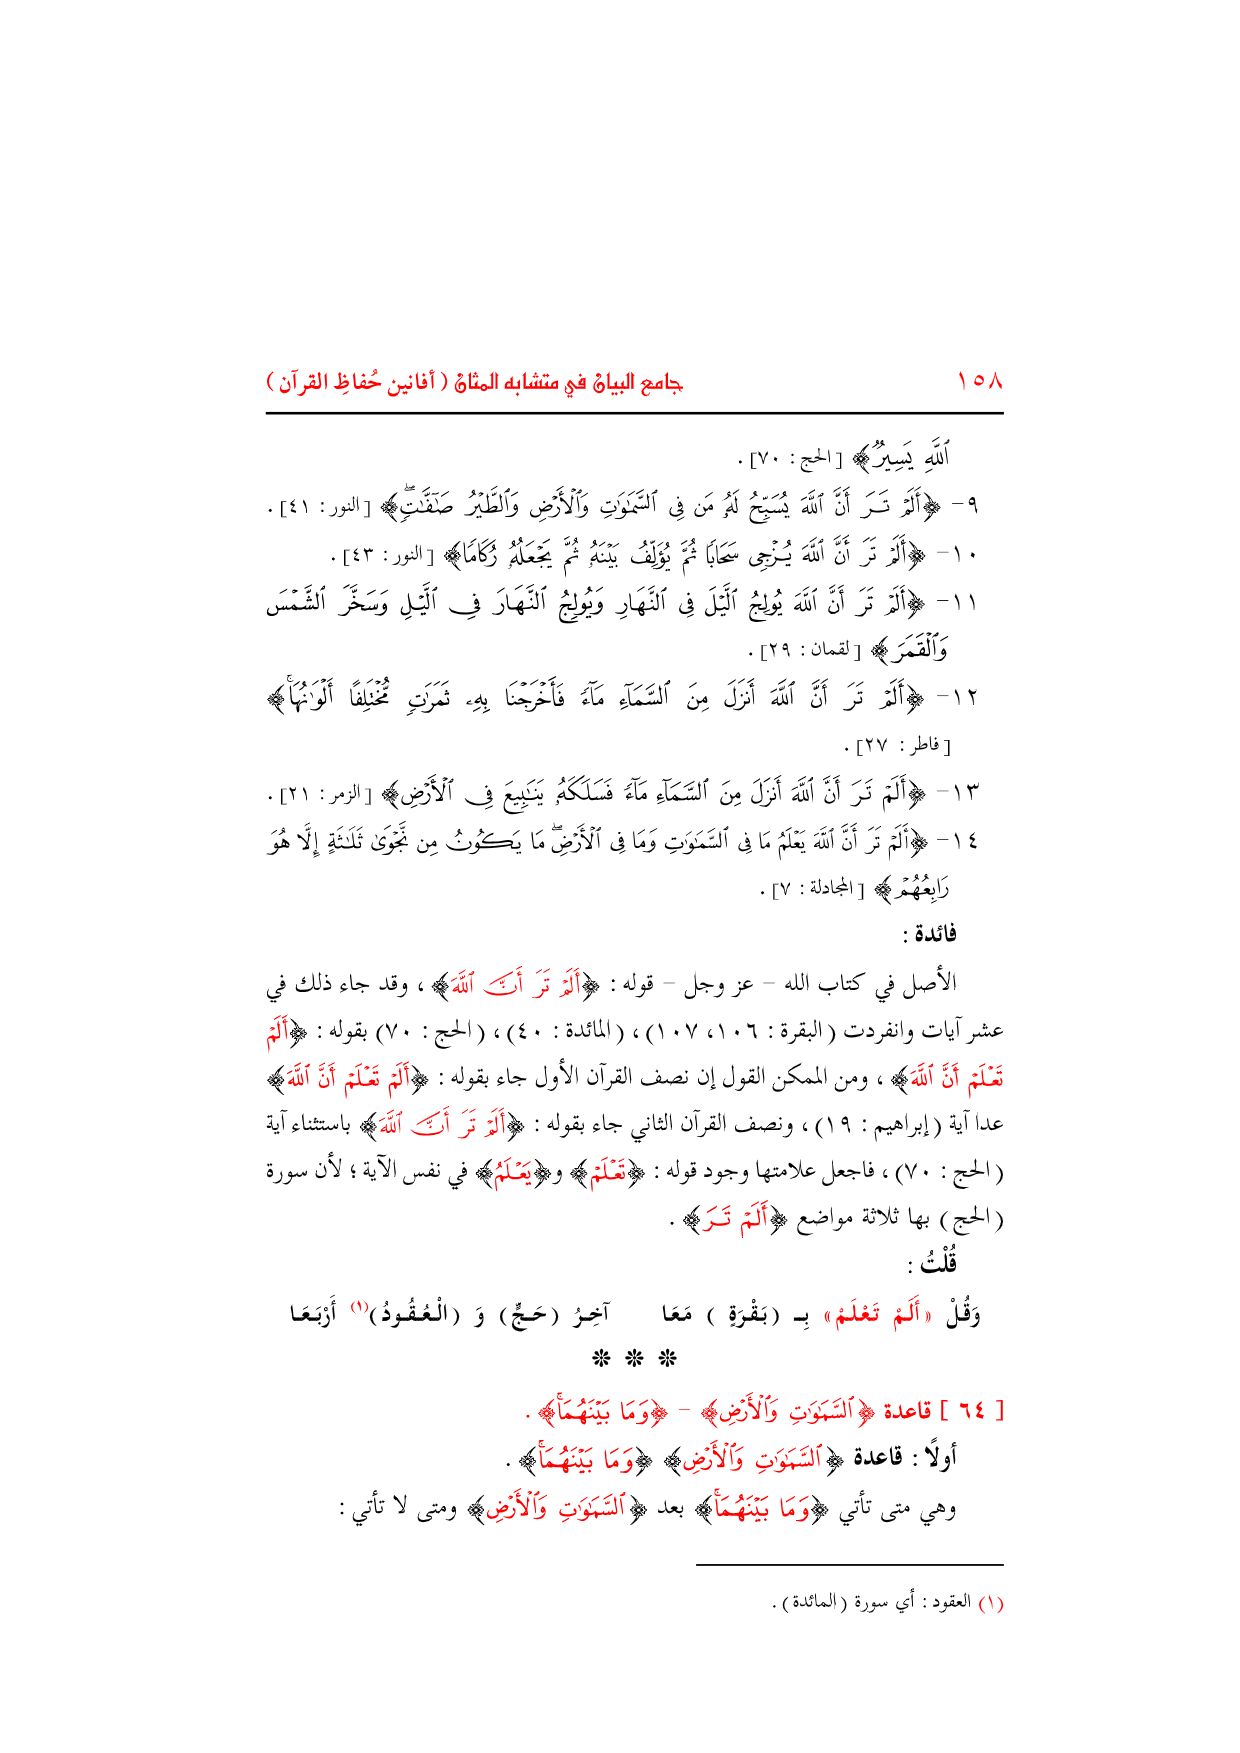 ١٥٨ جامع البيان في متشابه المثان ( أفانين حُفاظِ القرآن )
ٱللَّهِ يَسِيرٌ﴾ [الحج : ٧٠] .
٩- ﴿أَلَمْ تَرَ أَنَّ ٱللَّهَ يُسَبِّحُ لَهُۥ مَن فِى ٱلسَّمَٰوَٰتِ وَٱلْأَرْضِ وَٱلطَّيْرُ صَٰٓفَّٰتٍۖ﴾ [النور : ٤١] .
١٠- ﴿أَلَمْ تَرَ أَنَّ ٱللَّهَ يُزْجِى سَحَابًا ثُمَّ يُؤَلِّفُ بَيْنَهُۥ ثُمَّ يَجْعَلُهُۥ رُكَامًا﴾ [النور : ٤٣] .
١١- ﴿أَلَمْ تَرَ أَنَّ ٱللَّهَ يُولِجُ ٱلَّيْلَ فِى ٱلنَّهَارِ وَيُولِجُ ٱلنَّهَارَ فِى ٱلَّيْلِ وَسَخَّرَ ٱلشَّمْسَ
وَٱلْقَمَرَ﴾ [لقمان : ٢٩] .
١٢- ﴿أَلَمْ تَرَ أَنَّ ٱللَّهَ أَنزَلَ مِنَ ٱلسَّمَآءِ مَآءً فَأَخْرَجْنَا بِهِۦ ثَمَرَٰتٍ مُّخْتَلِفًا أَلْوَٰنُهَاۚ﴾
[فاطر : ٢٧] .
١٣- ﴿أَلَمْ تَرَ أَنَّ ٱللَّهَ أَنزَلَ مِنَ ٱلسَّمَآءِ مَآءً فَسَلَكَهُۥ يَنَٰبِيعَ فِى ٱلْأَرْضِ﴾ [الزمر : ٢١] .
١٤- ﴿أَلَمْ تَرَ أَنَّ ٱللَّهَ يَعْلَمُ مَا فِى ٱلسَّمَٰوَٰتِ وَمَا فِى ٱلْأَرْضِۖ مَا يَكُونُ مِن نَّجْوَىٰ ثَلَٰثَةٍ إِلَّا هُوَ
رَابِعُهُمْ﴾ [المجادلة : ٧] .
فائدة :
الأصل في كتاب الله – عز وجل – قوله : ﴿أَلَمْ تَرَ أَنَّ ٱللَّهَ﴾ ، وقد جاء ذلك في
عشر آيات وانفردت (البقرة : ١٠٦، ١٠٧) ، (المائدة : ٤٠) ، (الحج : ٧٠) بقوله : ﴿أَلَمْ
تَعْلَمْ أَنَّ ٱللَّهَ﴾ ، ومن الممكن القول إن نصف القرآن الأول جاء بقوله : ﴿أَلَمْ تَعْلَمْ أَنَّ ٱللَّهَ﴾
عدا آية (إبراهيم : ١٩) ، ونصف القرآن الثاني جاء بقوله : ﴿أَلَمْ تَرَ أَنَّ ٱللَّهَ﴾ باستثناء آية
(الحج : ٧٠) ، فاجعل علامتها وجود قوله : ﴿تَعْلَمْ﴾ و﴿يَعْلَمُ﴾ في نفس الآية ؛ لأن سورة
(الحج) بها ثلاثة مواضع ﴿أَلَمْ تَرَ﴾ .
قُلْتُ :
وَقُلْ « أَلَمْ تَعْلَمْ » بِـ (بَقْرَةٍ ) مَعَا آخِرُ (حَجٍّ) وَ (الْعُقُودُ)(١) أَرْبَعَا
❊ ❊ ❊
[ ٦٤ ] قاعدة ﴿ٱلسَّمَٰوَٰتِ وَٱلْأَرْضِ﴾ – ﴿وَمَا بَيْنَهُمَاۚ﴾ .
أولًا : قاعدة ﴿ٱلسَّمَٰوَٰتِ وَٱلْأَرْضِ﴾ ﴿وَمَا بَيْنَهُمَاۚ﴾ .
وهي متى تأتي ﴿وَمَا بَيْنَهُمَاۚ﴾ بعد ﴿ٱلسَّمَٰوَٰتِ وَٱلْأَرْضِ﴾ ومتى لا تأتي :
(١) العقود : أي سورة (المائدة) .